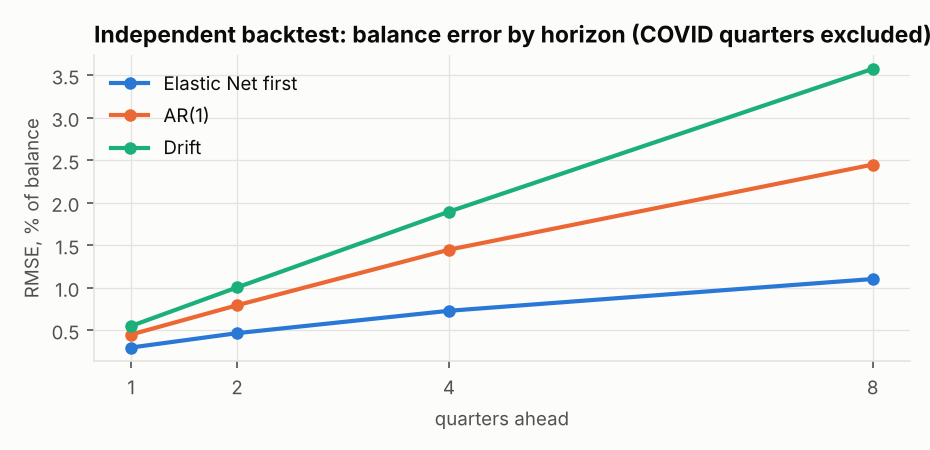 Independent backtest: balance error by horizon (COVID quarters excluded)
3.5
3.0
2.5
2.0
1.5
1.0
0.5
RMSE, % of balance
Elastic Net first
AR(1)
Drift
1 2 4 8
quarters ahead